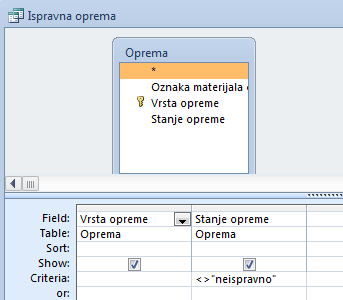 Ispravna oprema
Oprema
*
Oznaka materijala
Vrsta opreme
Stanje opreme
Field: Vrsta opreme Stanje opreme
Table: Oprema Oprema
Sort:
Show:
Criteria: <>"neispravno"
or: